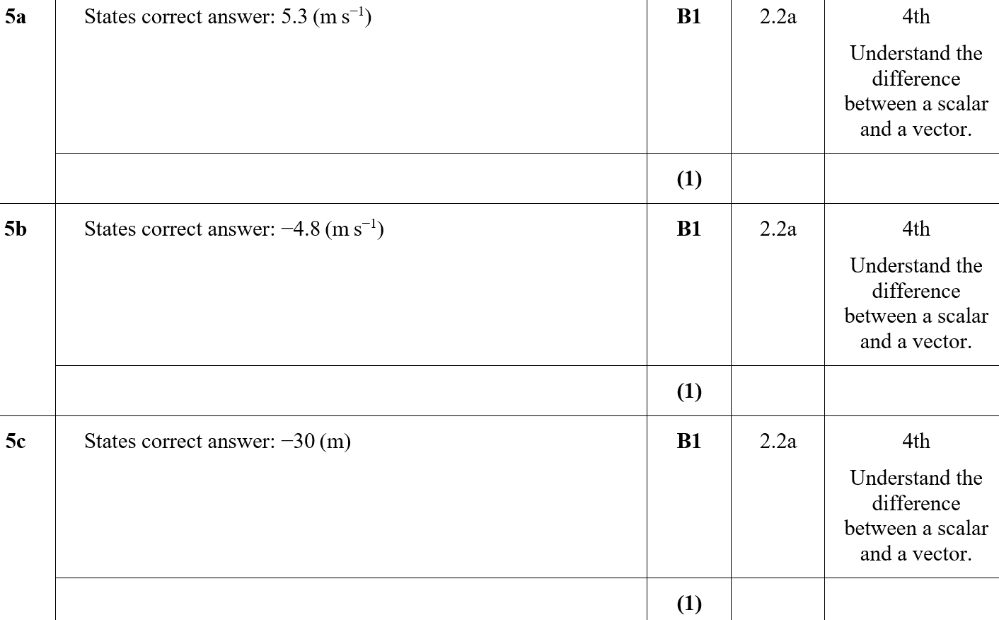 5a States correct answer: 5.3 (m s⁻¹) B1 2.2a 4th
Understand the
difference
between a scalar
and a vector.
(1)
5b States correct answer: −4.8 (m s⁻¹) B1 2.2a 4th
Understand the
difference
between a scalar
and a vector.
(1)
5c States correct answer: −30 (m) B1 2.2a 4th
Understand the
difference
between a scalar
and a vector.
(1)